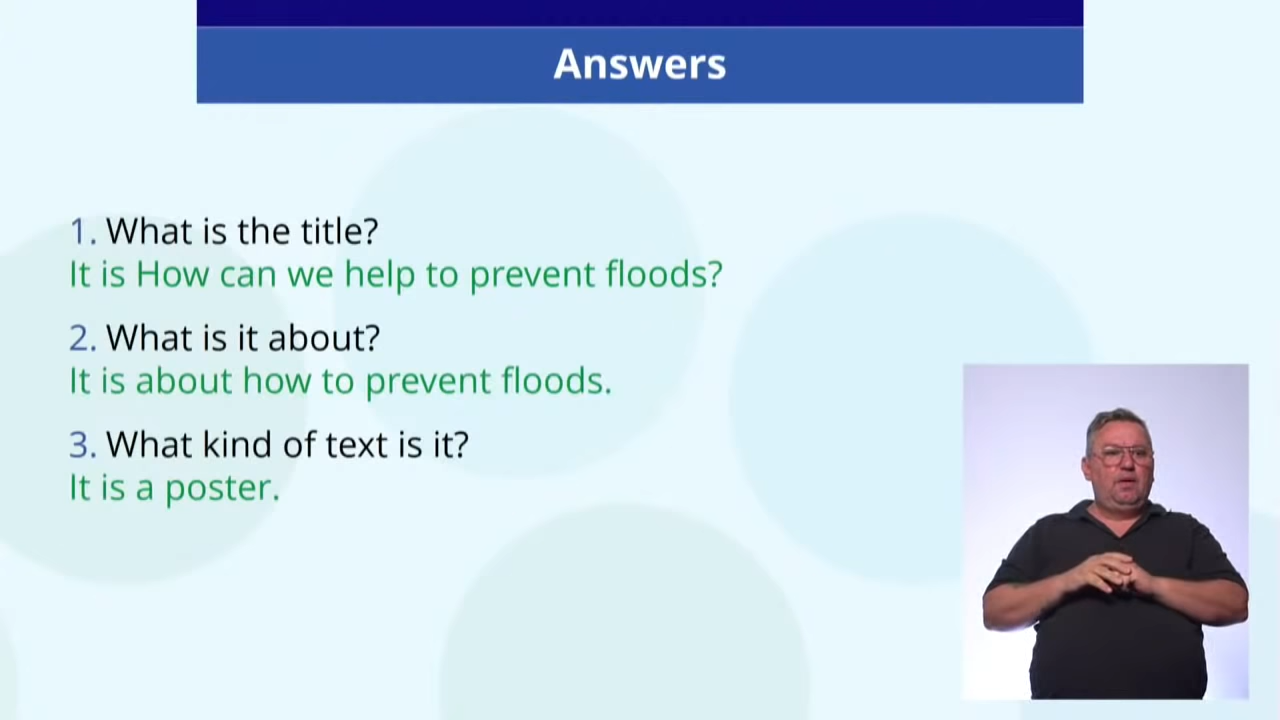 Answers
1. What is the title?
It is How can we help to prevent floods?
2. What is it about?
It is about how to prevent floods.
3. What kind of text is it?
It is a poster.